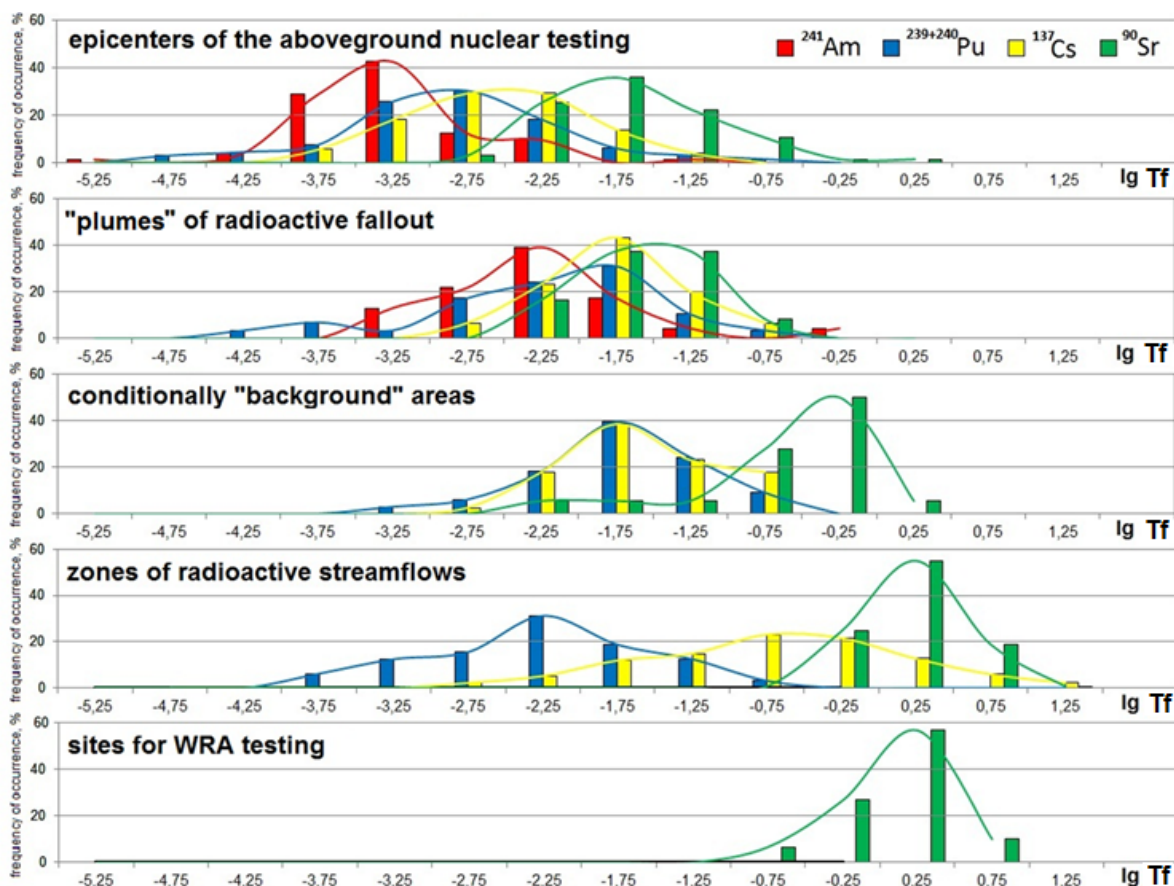 frequency of occurrence, %
60
40
20
0
epicenters of the aboveground nuclear testing
241Am 239+240Pu 137Cs 90Sr
-5,25 -4,75 -4,25 -3,75 -3,25 -2,75 -2,25 -1,75 -1,25 -0,75 -0,25 0,25 0,75 1,25 lg Tf
frequency of occurrence, %
60
40
20
0
"plumes" of radioactive fallout
-5,25 -4,75 -4,25 -3,75 -3,25 -2,75 -2,25 -1,75 -1,25 -0,75 -0,25 0,25 0,75 1,25 lg Tf
frequency of occurrence, %
60
40
20
0
conditionally "background" areas
-5,25 -4,75 -4,25 -3,75 -3,25 -2,75 -2,25 -1,75 -1,25 -0,75 -0,25 0,25 0,75 1,25 lg Tf
frequency of occurrence, %
60
40
20
0
zones of radioactive streamflows
-5,25 -4,75 -4,25 -3,75 -3,25 -2,75 -2,25 -1,75 -1,25 -0,75 -0,25 0,25 0,75 1,25 lg Tf
frequency of occurrence, %
60
40
20
0
sites for WRA testing
-5,25 -4,75 -4,25 -3,75 -3,25 -2,75 -2,25 -1,75 -1,25 -0,75 -0,25 0,25 0,75 1,25 lg Tf